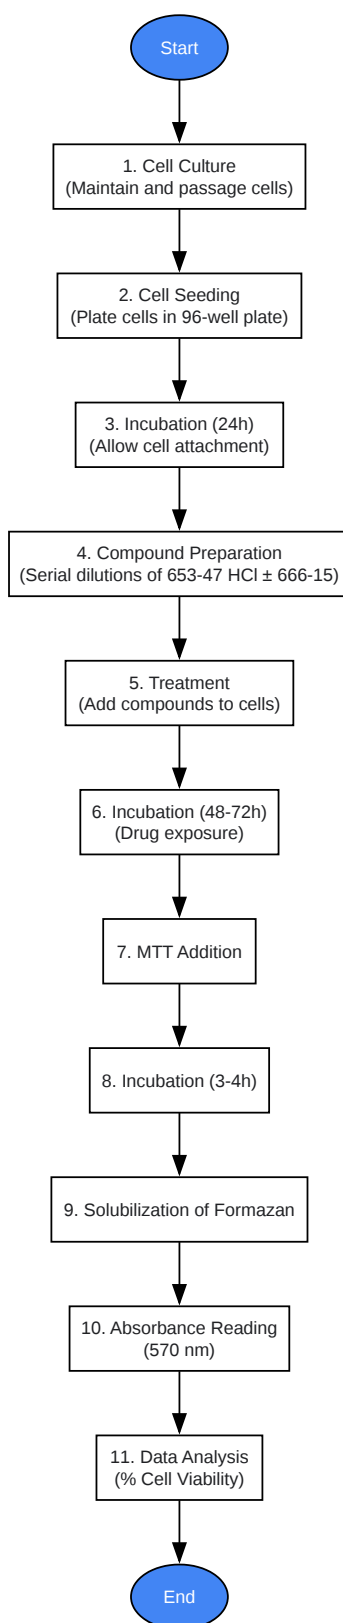 Start
1. Cell Culture
(Maintain and passage cells)
2. Cell Seeding
(Plate cells in 96-well plate)
3. Incubation (24h)
(Allow cell attachment)
4. Compound Preparation
(Serial dilutions of 653-47 HCl ± 666-15)
5. Treatment
(Add compounds to cells)
6. Incubation (48-72h)
(Drug exposure)
7. MTT Addition
8. Incubation (3-4h)
9. Solubilization of Formazan
10. Absorbance Reading
(570 nm)
11. Data Analysis
(% Cell Viability)
End